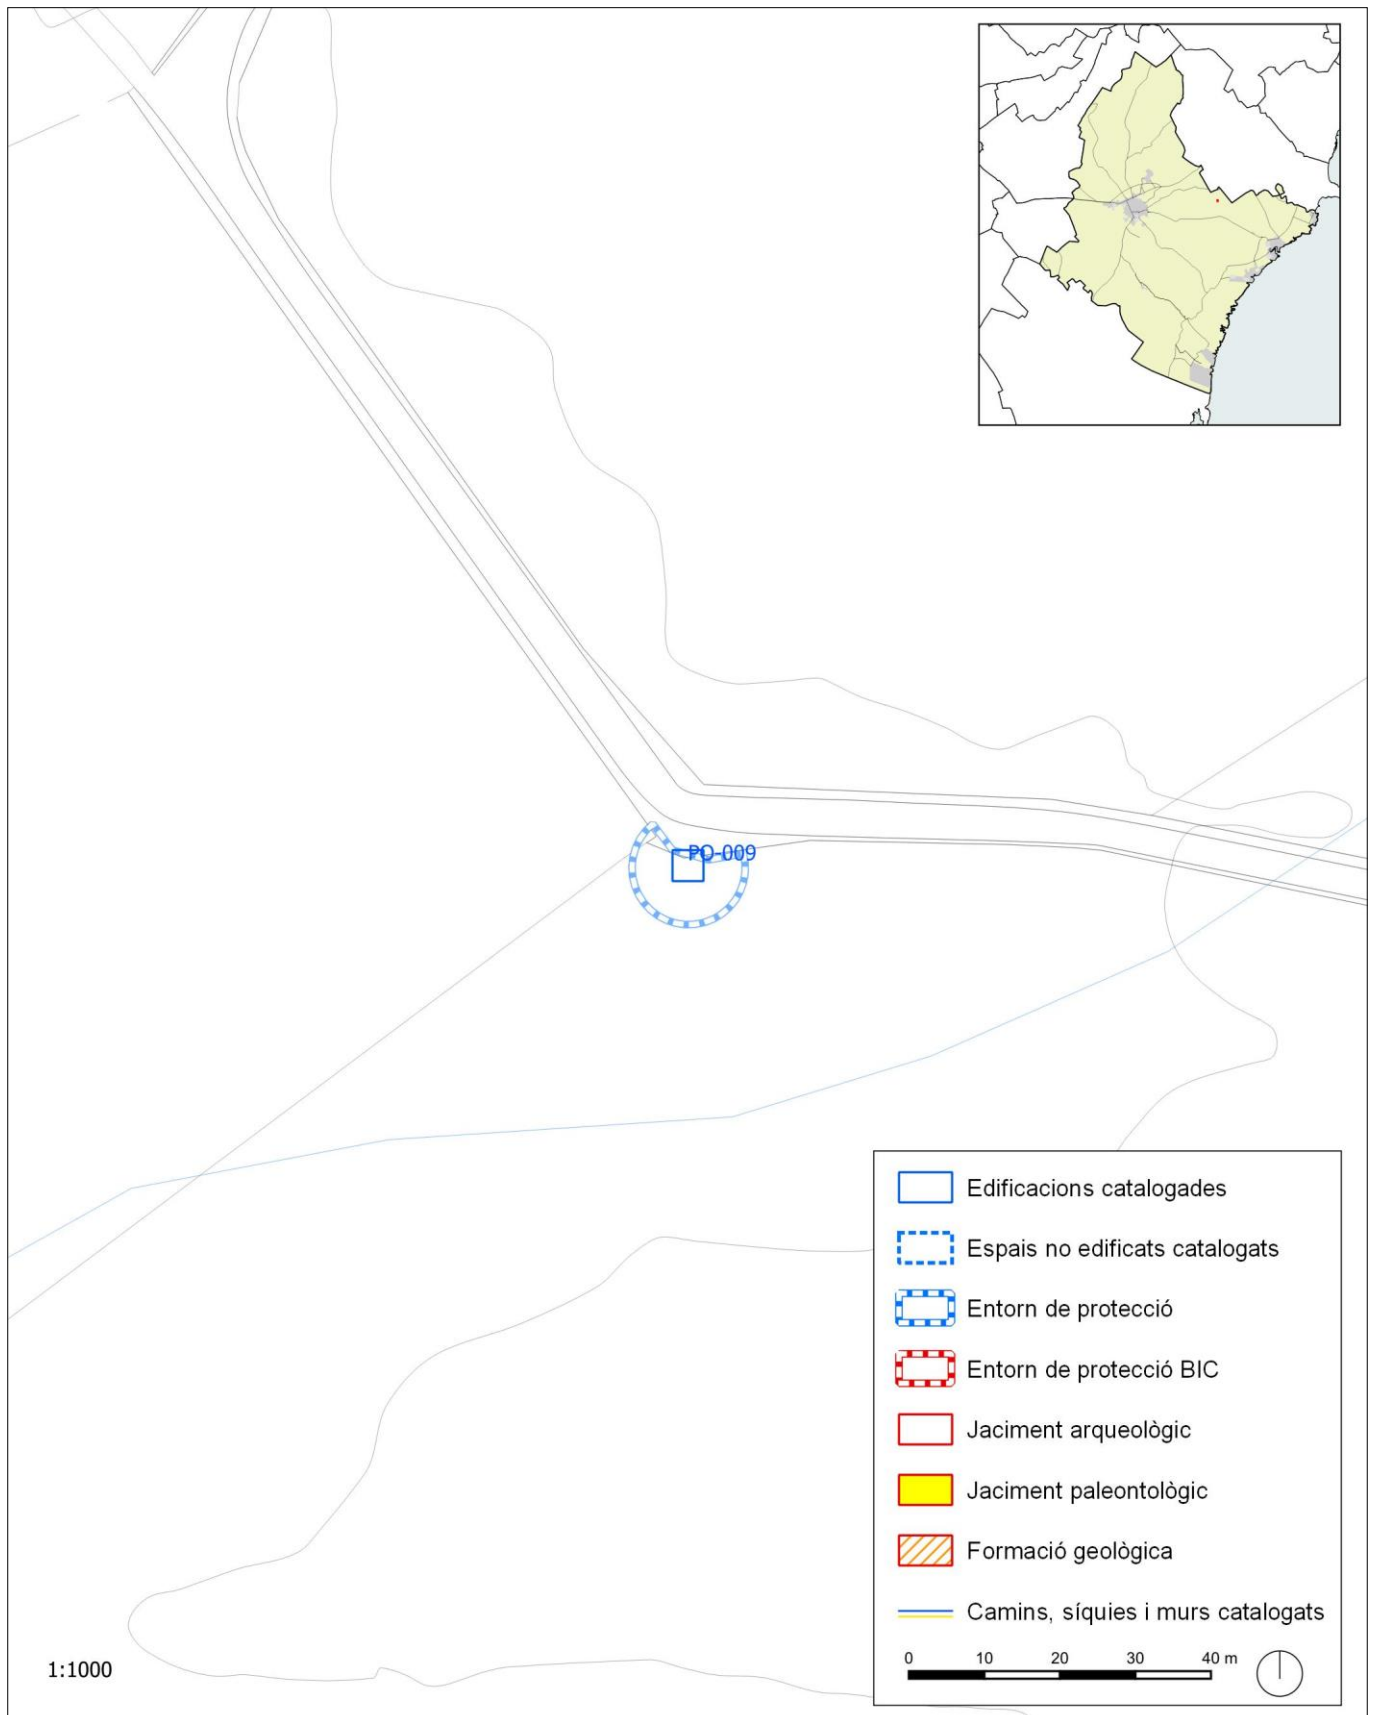 PO-009
Edificacions catalogades
Espais no edificats catalogats
Entorn de protecció
Entorn de protecció BIC
Jaciment arqueològic
Jaciment paleontològic
Formació geològica
Camins, síquies i murs catalogats
0 10 20 30 40 m
1:1000